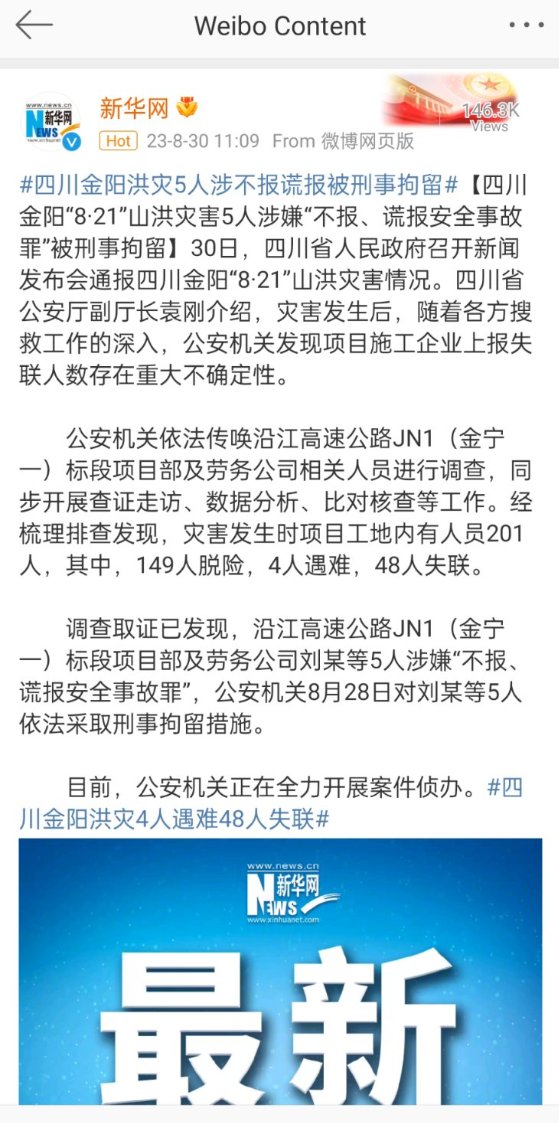 Weibo Content
www.news.cn
新华网
NEWS
新华网
146.3K
Views
Hot 23-8-30 11:09 From 微博网页版
#四川金阳洪灾5人涉不报谎报被刑事拘留#【四川
金阳“8·21”山洪灾害5人涉嫌“不报、谎报安全事故
罪”被刑事拘留】30日，四川省人民政府召开新闻
发布会通报四川金阳“8·21”山洪灾害情况。四川省
公安厅副厅长袁刚介绍，灾害发生后，随着各方搜
救工作的深入，公安机关发现项目施工企业上报失
联人数存在重大不确定性。
公安机关依法传唤沿江高速公路JN1（金宁
一）标段项目部及劳务公司相关人员进行调查，同
步开展查证走访、数据分析、比对核查等工作。经
梳理排查发现，灾害发生时项目工地内有人员201
人，其中，149人脱险，4人遇难，48人失联。
调查取证已发现，沿江高速公路JN1（金宁
一）标段项目部及劳务公司刘某等5人涉嫌“不报、
谎报安全事故罪”，公安机关8月28日对刘某等5人
依法采取刑事拘留措施。
目前，公安机关正在全力开展案件侦办。#四
川金阳洪灾4人遇难48人失联#
www.news.cn
新华网
NEWS
www.xinhuanet.com
最新